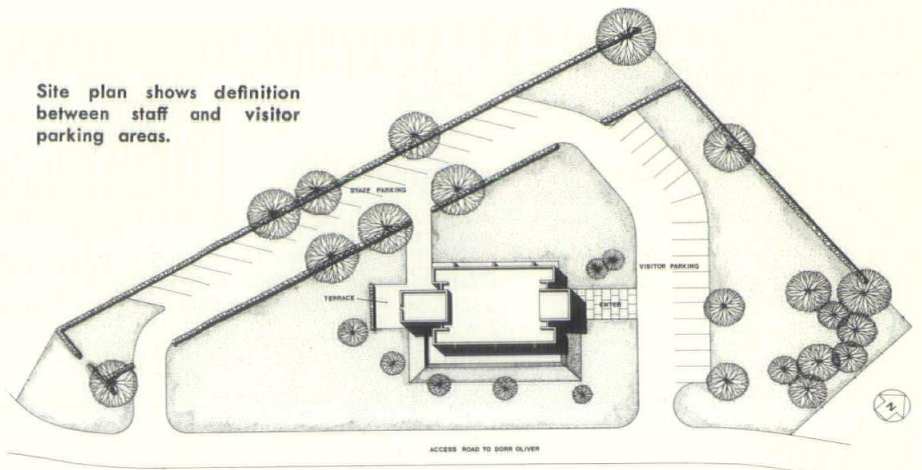 Site plan shows definition
between staff and visitor
parking areas.
STAFF PARKING
VISITOR PARKING
TERRACE
ENTER
ACCESS ROAD TO DORR OLIVER
N